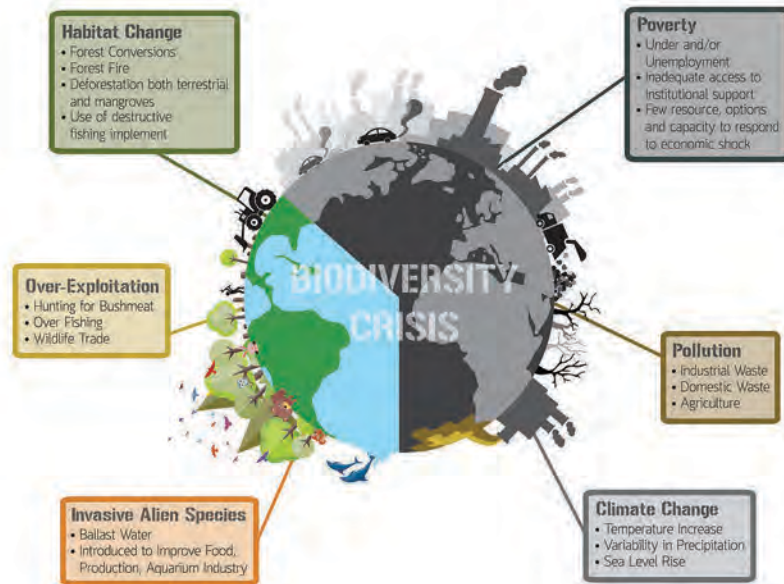 Habitat Change
• Forest Conversions
• Forest Fire
• Deforestation both terrestrial
and mangroves
• Use of destructive
fishing implement
Poverty
• Under and/or
Unemployment
• Inadequate access to
Institutional support
• Few resource, options
and capacity to respond
to economic shock
BIODIVERSITY
CRISIS
Over-Exploitation
• Hunting for Bushmeat
• Over Fishing
• Wildlife Trade
Pollution
• Industrial Waste
• Domestic Waste
• Agriculture
Invasive Alien Species
• Ballast Water
• Introduced to Improve Food,
Production, Aquarium Industry
Climate Change
• Temperature Increase
• Variability in Precipitation
• Sea Level Rise